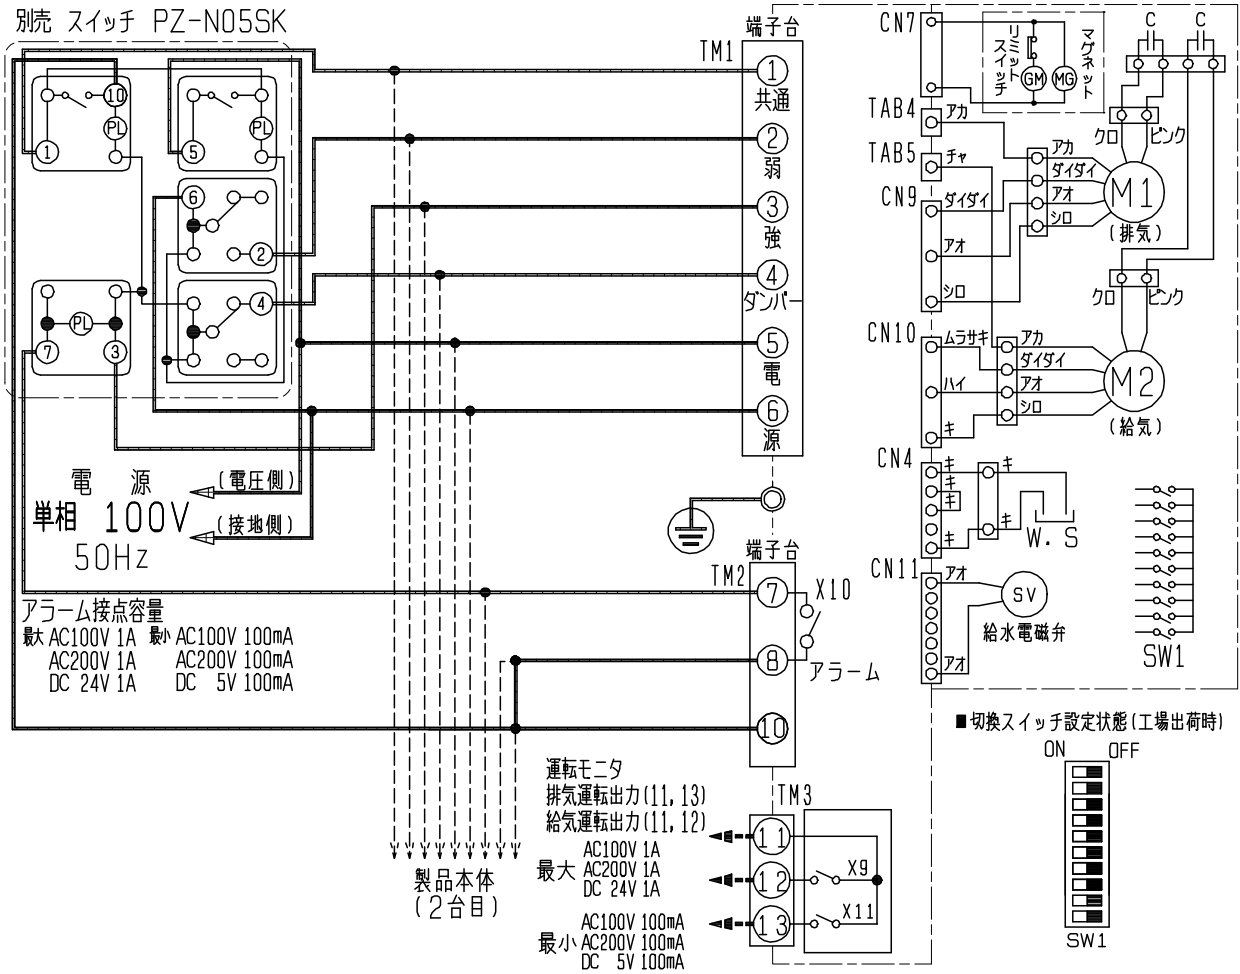 別売 スイッチ PZ-N05SK
10
PL
1
PL
5
6
2
4
PL
7
3
電 源
単相 100V
50Hz
(電圧側)
(接地側)
アラーム接点容量
最大 AC100V 1A 最小 AC100V 100mA
AC200V 1A AC200V 100mA
DC 24V 1A DC 5V 100mA
端子台
TM1
1
共通
2
弱
3
強
4
ダンパー
5
電
6
源
端子台
TM2
7
8
10
X10
アラーム
製品本体
(2台目)
運転モニタ
排気運転出力(11,13)
給気運転出力(11,12)
最大
AC100V 1A
AC200V 1A
DC 24V 1A
最小
AC100V 100mA
AC200V 100mA
DC 5V 100mA
TM3
11
12
13
X9
X11
CN7
リミット
スイッチ
GM
MG
マグネット
C
C
TAB4
アカ
TAB5
チャ
CN9
ダイダイ
アオ
シロ
アカ
ダイダイ
アオ
シロ
クロ
ピンク
M1
(排気)
クロ
ピンク
CN10
ムラサキ
ハイ
キ
アカ
ダイダイ
アオ
シロ
M2
(給気)
CN4
キ
キ
キ
キ
キ
キ
W.S
CN11
アオ
アオ
SV
給水電磁弁
SW1
■切換スイッチ設定状態(工場出荷時)
ON OFF
SW1